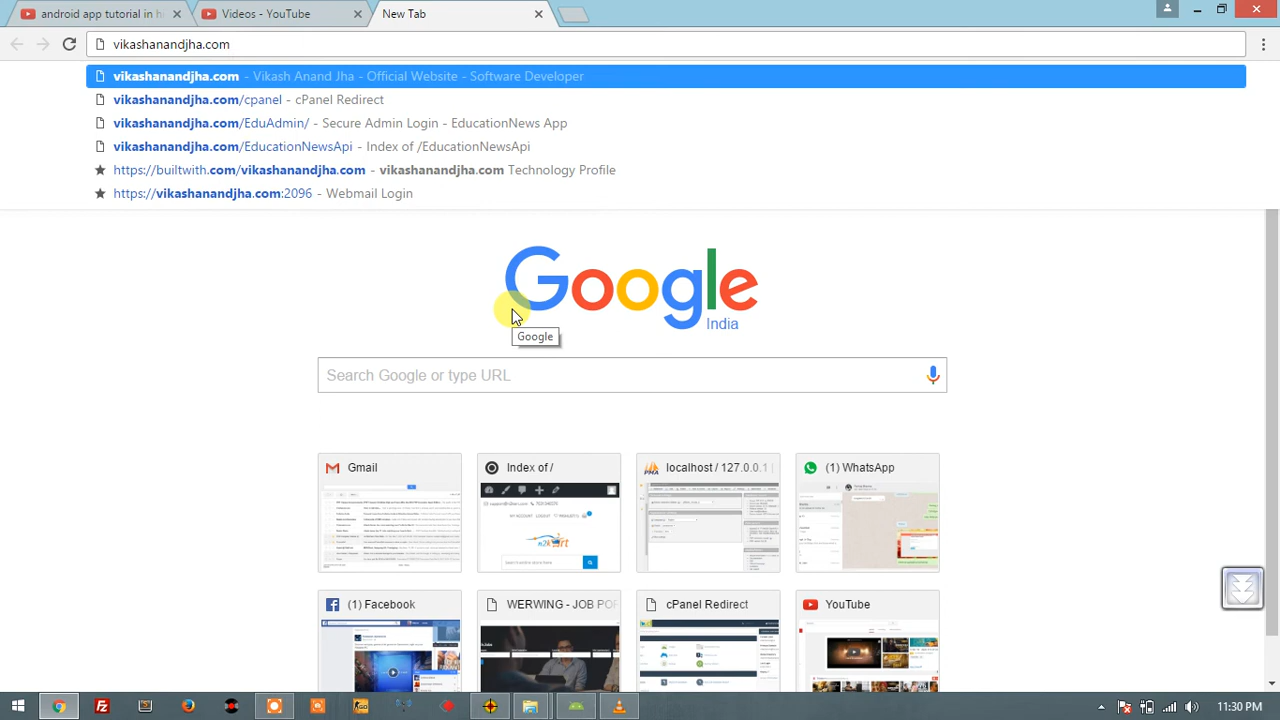 android app tutorial in h
Videos - YouTube
New Tab
vikashanandjha.com
vikashanandjha.com - Vikash Anand Jha - Official Website - Software Developer
vikashanandjha.com/cpanel - cPanel Redirect
vikashanandjha.com/EduAdmin/ - Secure Admin Login - EducationNews App
vikashanandjha.com/EducationNewsApi - Index of /EducationNewsApi
https://builtwith.com/vikashanandjha.com - vikashanandjha.com Technology Profile
https://vikashanandjha.com:2096 - Webmail Login
Google
India
Google
Search Google or type URL
Gmail
Index of /
localhost / 127.0.0.1 |
(1) WhatsApp
MY ACCOUNT
(1) Facebook
WERWING - JOB POR
cPanel Redirect
YouTube
11:30 PM